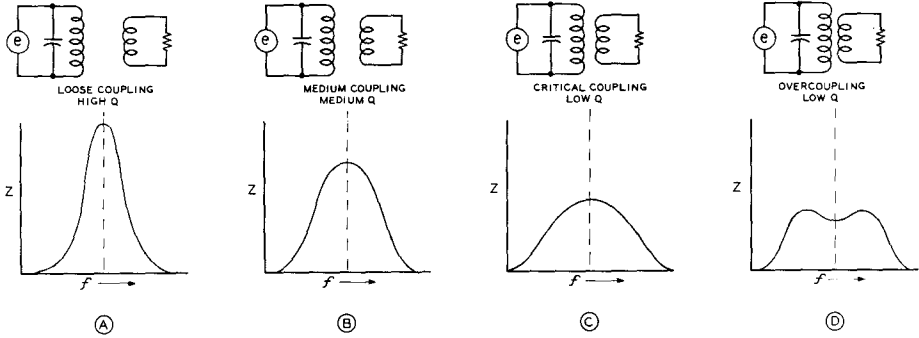 e
e
e
e
LOOSE COUPLING
HIGH Q
MEDIUM COUPLING
MEDIUM Q
CRITICAL COUPLING
LOW Q
OVERCOUPLING
LOW Q
Z
Z
Z
Z
f
f
f
f
A
B
C
D